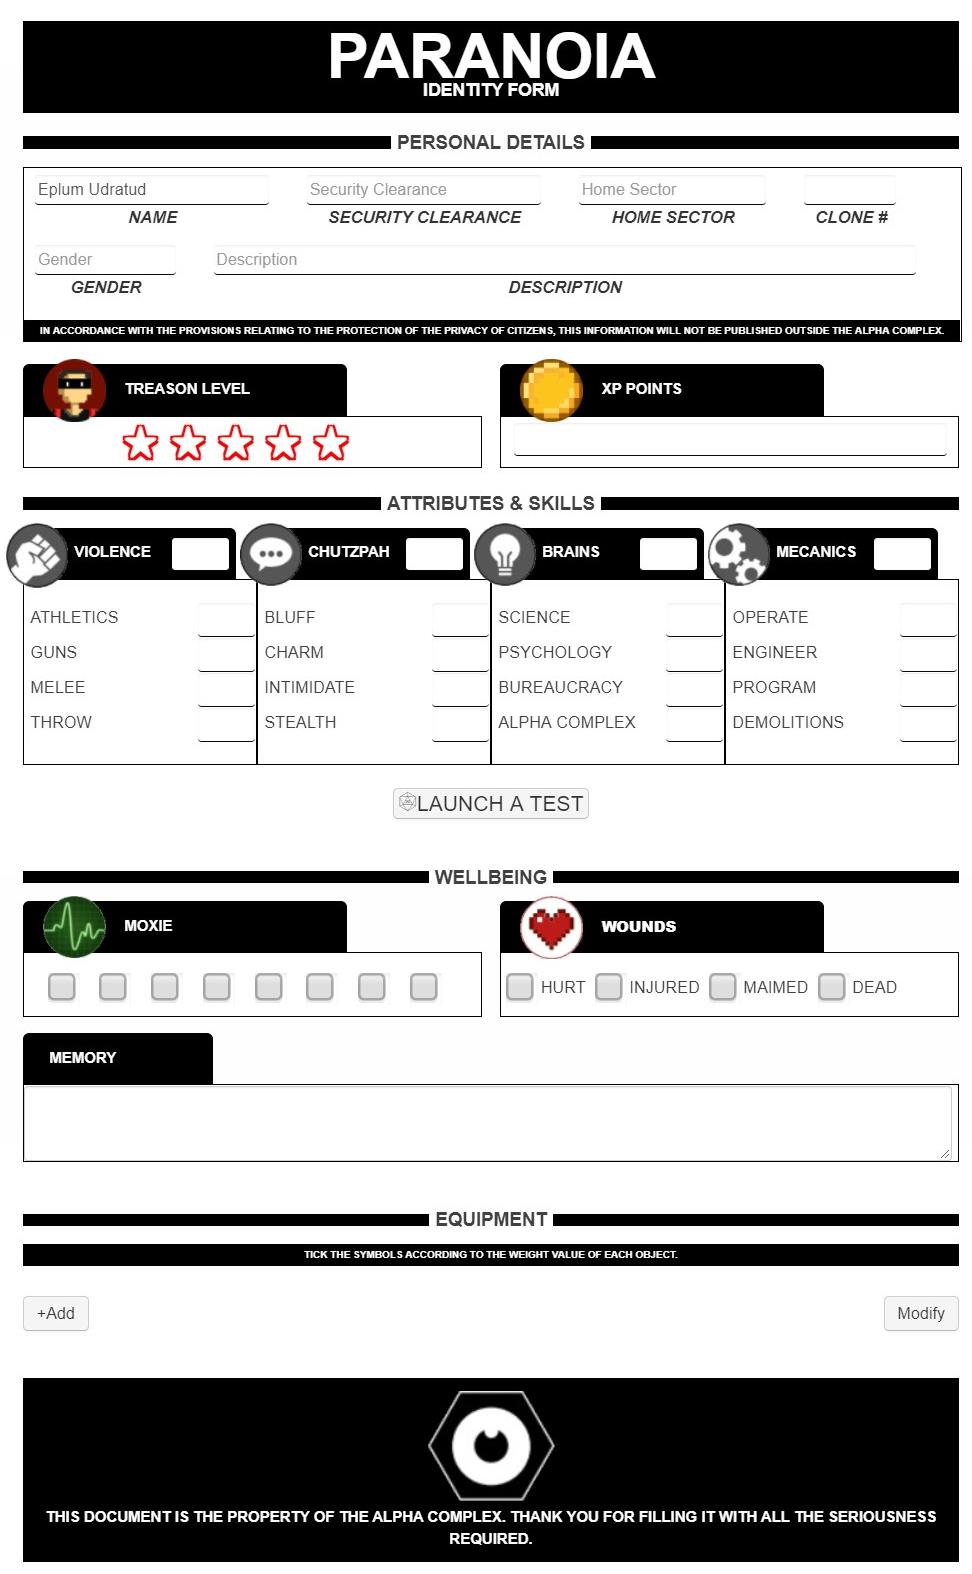 PARANOIA
IDENTITY FORM
PERSONAL DETAILS
Eplum Udratud Security Clearance Home Sector
NAME SECURITY CLEARANCE HOME SECTOR CLONE #
Gender Description
GENDER DESCRIPTION
IN ACCORDANCE WITH THE PROVISIONS RELATING TO THE PROTECTION OF THE PRIVACY OF CITIZENS, THIS INFORMATION WILL NOT BE PUBLISHED OUTSIDE THE ALPHA COMPLEX.
TREASON LEVEL XP POINTS
ATTRIBUTES & SKILLS
VIOLENCE CHUTZPAH BRAINS MECANICS
ATHLETICS BLUFF SCIENCE OPERATE
GUNS CHARM PSYCHOLOGY ENGINEER
MELEE INTIMIDATE BUREAUCRACY PROGRAM
THROW STEALTH ALPHA COMPLEX DEMOLITIONS
LAUNCH A TEST
WELLBEING
MOXIE WOUNDS
HURT INJURED MAIMED DEAD
MEMORY
EQUIPMENT
TICK THE SYMBOLS ACCORDING TO THE WEIGHT VALUE OF EACH OBJECT.
+Add Modify
THIS DOCUMENT IS THE PROPERTY OF THE ALPHA COMPLEX. THANK YOU FOR FILLING IT WITH ALL THE SERIOUSNESS
REQUIRED.